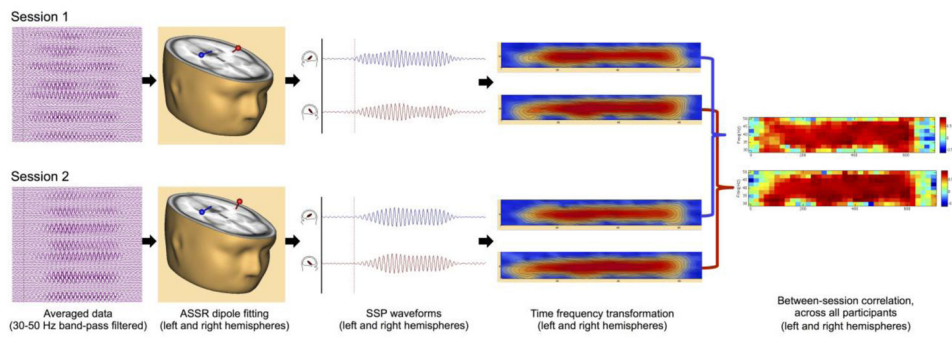 Session 1
Session 2
Averaged data
(30-50 Hz band-pass filtered)
ASSR dipole fitting
(left and right hemispheres)
SSP waveforms
(left and right hemispheres)
Time frequency transformation
(left and right hemispheres)
Between-session correlation,
across all participants
(left and right hemispheres)